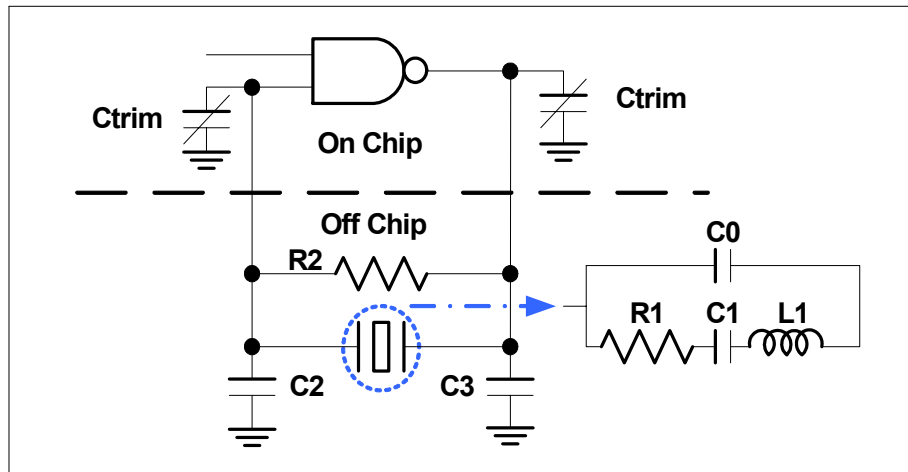 Ctrim
Ctrim
On Chip
Off Chip
R2
C0
R1
C1
L1
C2
C3